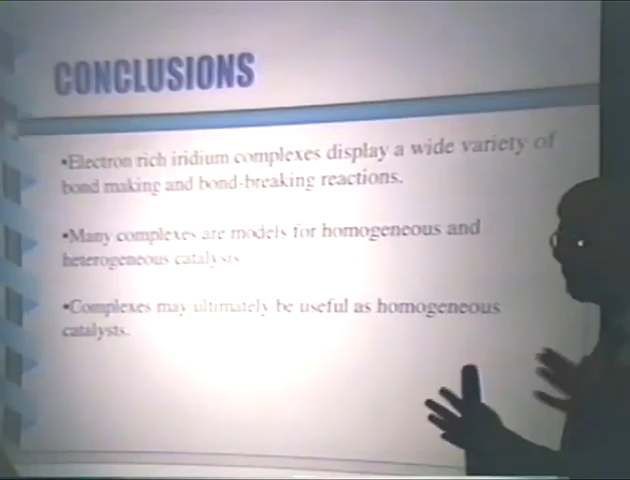 CONCLUSIONS
•Electron rich iridium complexes display a wide variety of
bond making and bond-breaking reactions.
•Many complexes are models for homogeneous and
heterogeneous catalysts
•Complexes may ultimately be useful as homogeneous
catalysts.